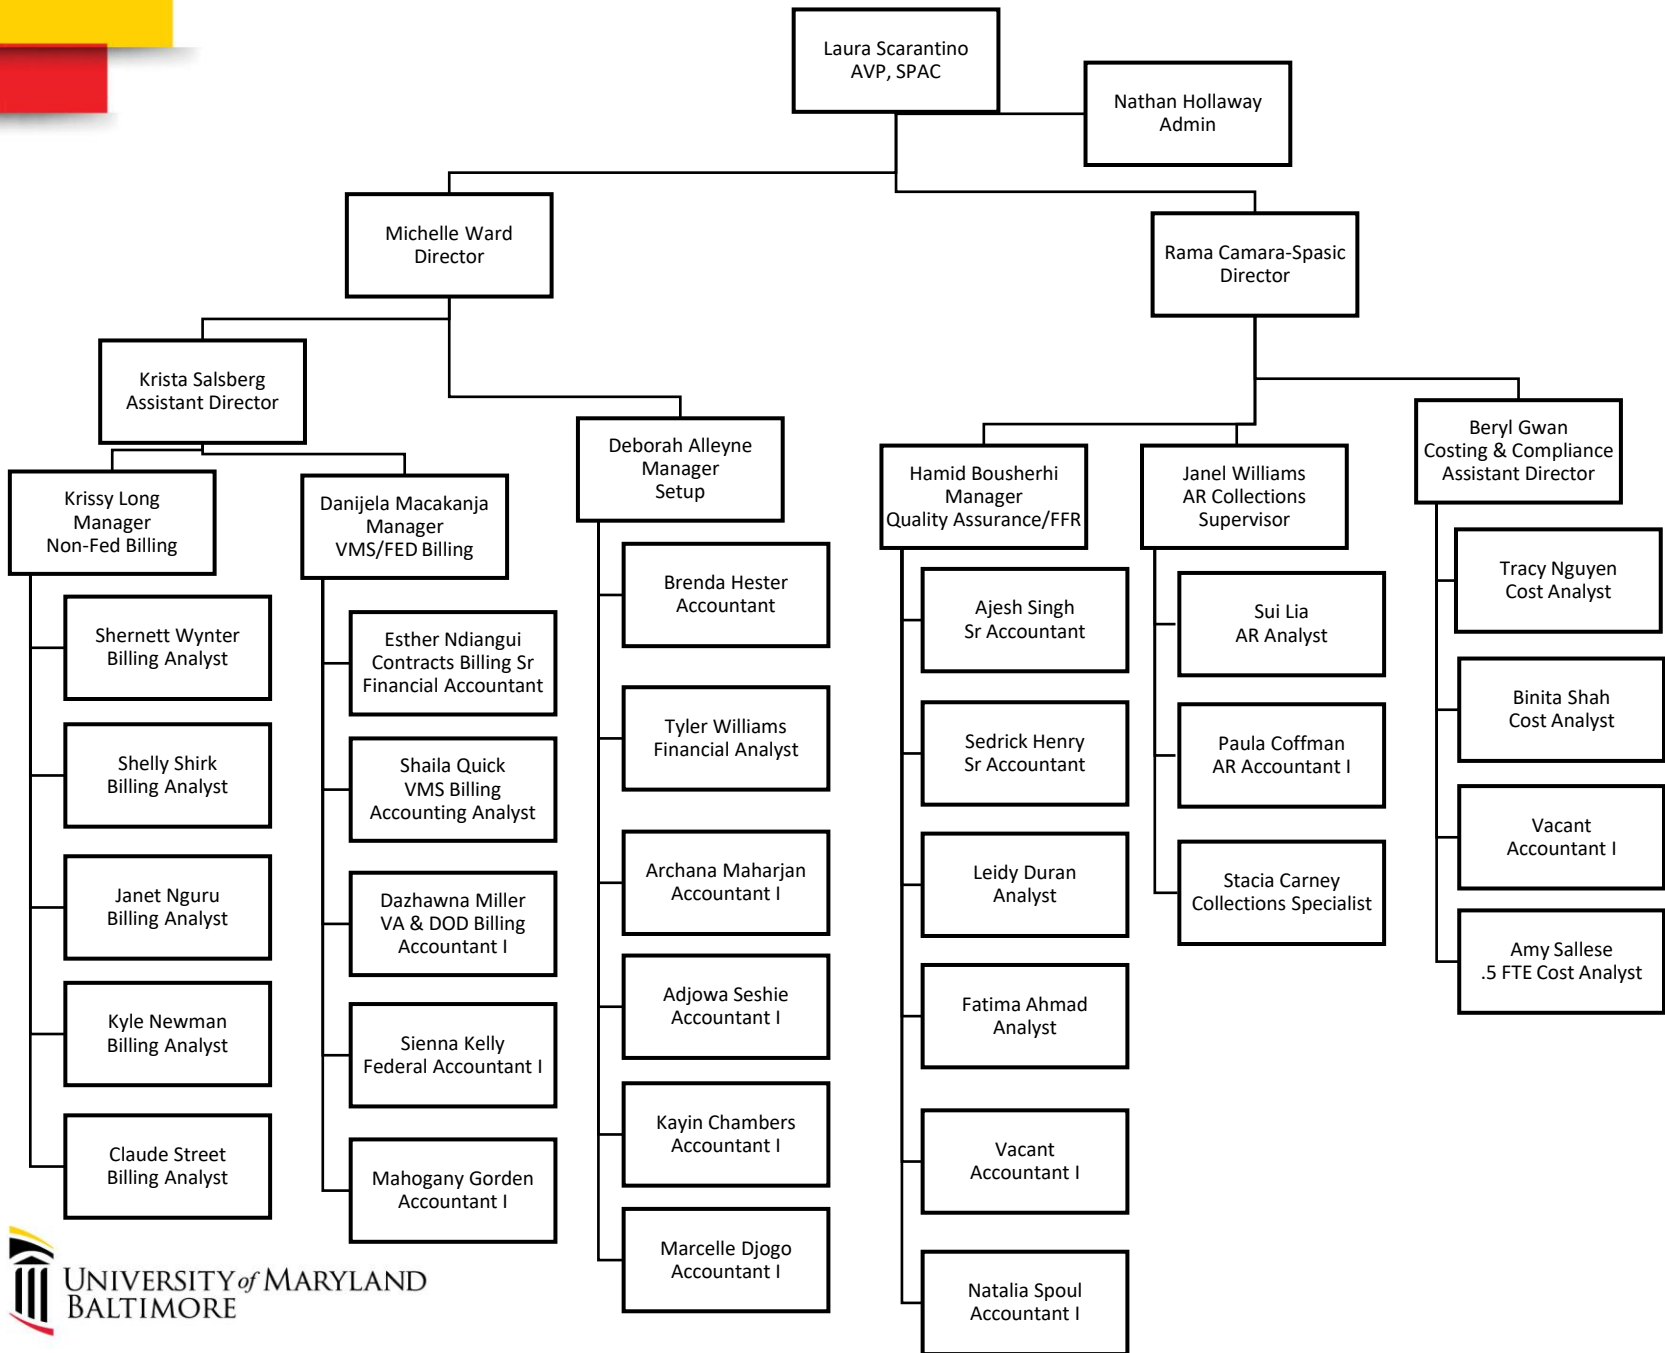 Laura Scarantino
AVP, SPAC
Nathan Hollaway
Admin
Michelle Ward
Director
Rama Camara-Spasic
Director
Krista Salsberg
Assistant Director
Krissy Long
Manager
Non-Fed Billing
Shernett Wynter
Billing Analyst
Shelly Shirk
Billing Analyst
Janet Nguru
Billing Analyst
Kyle Newman
Billing Analyst
Claude Street
Billing Analyst
Danijela Macakanja
Manager
VMS/FED Billing
Esther Ndiangui
Contracts Billing Sr
Financial Accountant
Shaila Quick
VMS Billing
Accounting Analyst
Dazhawna Miller
VA & DOD Billing
Accountant I
Sienna Kelly
Federal Accountant I
Mahogany Gorden
Accountant I
Deborah Alleyne
Manager
Setup
Brenda Hester
Accountant
Tyler Williams
Financial Analyst
Archana Maharjan
Accountant I
Adjowa Seshie
Accountant I
Kayin Chambers
Accountant I
Marcelle Djogo
Accountant I
Hamid Bousherhi
Manager
Quality Assurance/FFR
Ajesh Singh
Sr Accountant
Sedrick Henry
Sr Accountant
Leidy Duran
Analyst
Fatima Ahmad
Analyst
Vacant
Accountant I
Natalia Spoul
Accountant I
Janel Williams
AR Collections
Supervisor
Sui Lia
AR Analyst
Paula Coffman
AR Accountant I
Stacia Carney
Collections Specialist
Beryl Gwan
Costing & Compliance
Assistant Director
Tracy Nguyen
Cost Analyst
Binita Shah
Cost Analyst
Vacant
Accountant I
Amy Sallese
.5 FTE Cost Analyst
UNIVERSITY of MARYLAND
BALTIMORE